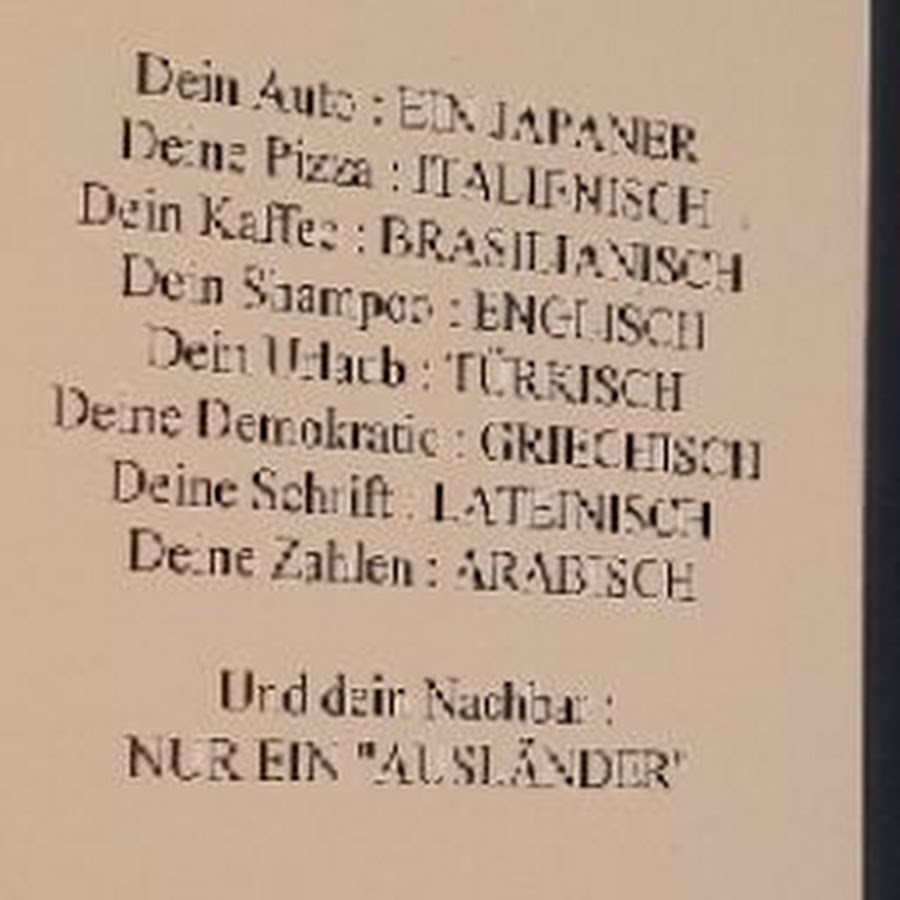 Dein Auto : EIN JAPANER
Deine Pizza : ITALIENISCH
Dein Kaffee : BRASILIANISCH
Dein Shampoo : ENGLISCH
Dein Urlaub : TÜRKISCH
Deine Demokratie : GRIECHISCH
Deine Schrift : LATEINISCH
Deine Zahlen : ARABISCH
Und dein Nachbar :
NUR EIN "AUSLÄNDER"